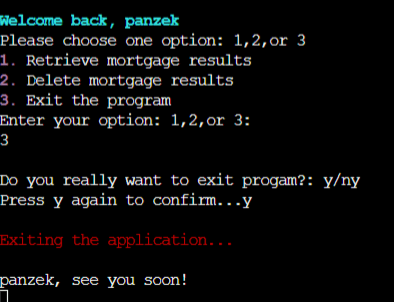 Welcome back, panzek
Please choose one option: 1,2,or 3
1. Retrieve mortgage results
2. Delete mortgage results
3. Exit the program
Enter your option: 1,2,or 3:
3
Do you really want to exit progam?: y/ny
Press y again to confirm...y
Exiting the application...
panzek, see you soon!